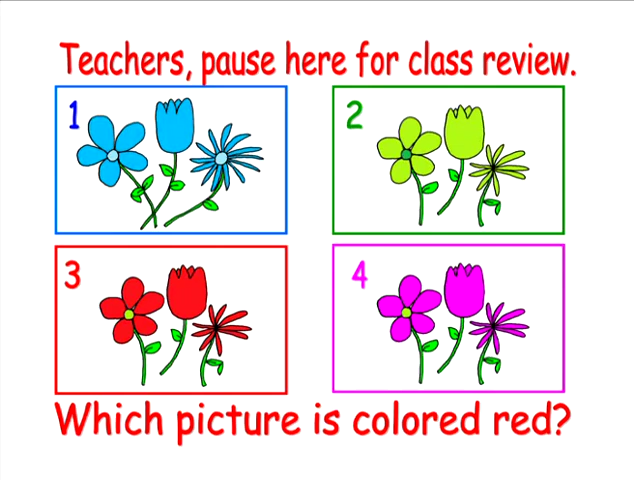 Teachers, pause here for class review.
1
2
3
4
Which picture is colored red?